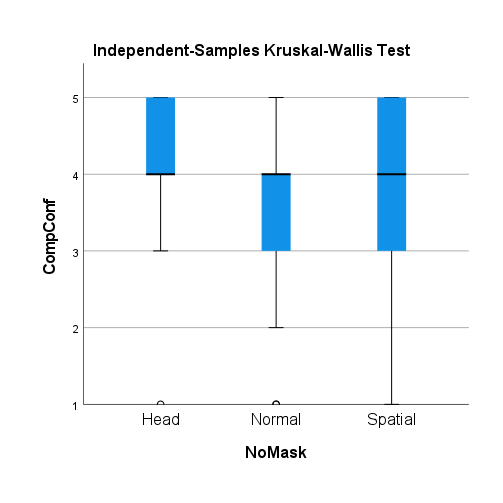 Independent-Samples Kruskal-Wallis Test
5
4
3
2
1
CompConf
Head Normal Spatial
NoMask